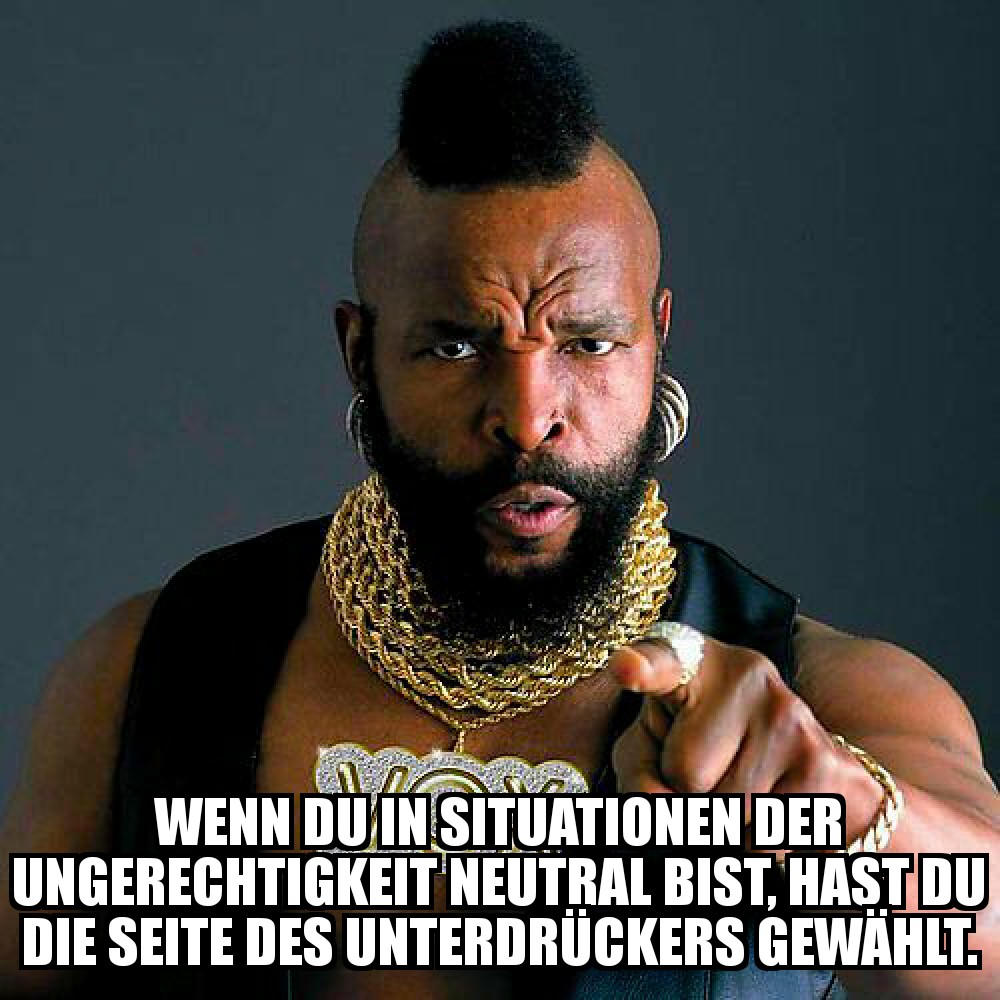 WENN DU IN SITUATIONEN DER
UNGERECHTIGKEIT NEUTRAL BIST, HAST DU
DIE SEITE DES UNTERDRÜCKERS GEWÄHLT.